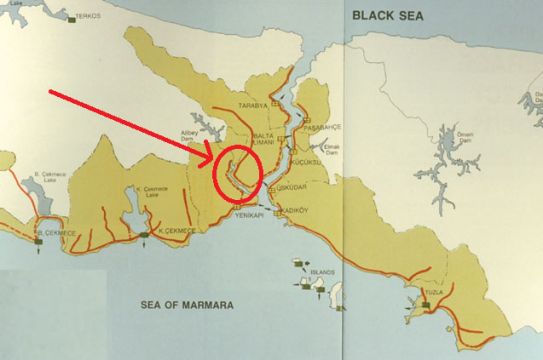 Lake
TERKOS
BLACK SEA
TARABYA
Alibey
Dam
BALTA
LIMANI
PAŞABAHÇE
Elmalı
Dam
Ömerli
Dam
KÜÇÜKSU
B. Çekmece
Lake
K. Çekmece
Lake
ÜSKÜDAR
YENİKAPI
KADIKÖY
B. ÇEKMECE
K. ÇEKMECE
ISLANDS
SEA OF MARMARA
TUZLA